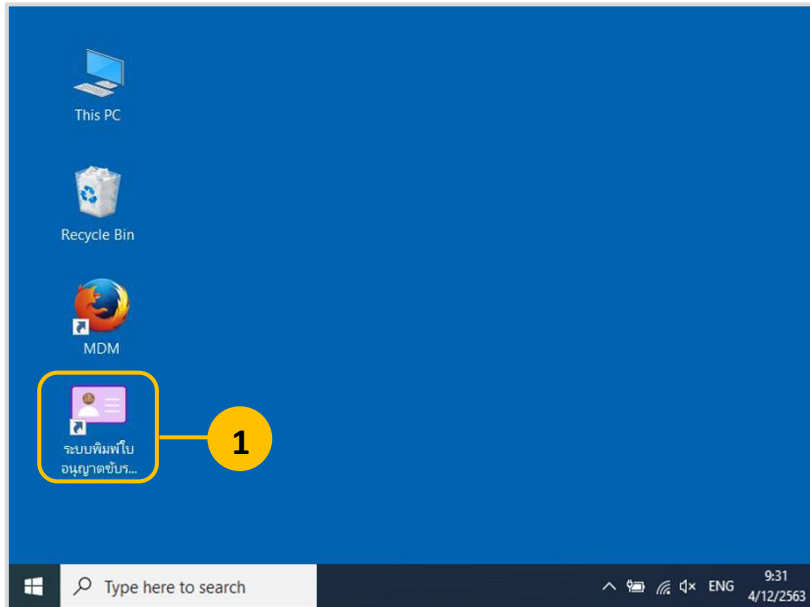 This PC
Recycle Bin
MDM
ระบบพิมพ์ใบ
อนุญาตขับร...
1
Type here to search
ENG
9:31
4/12/2563